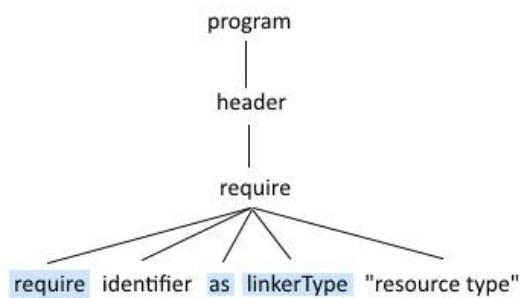 program
header
require
require identifier as linkerType "resource type"